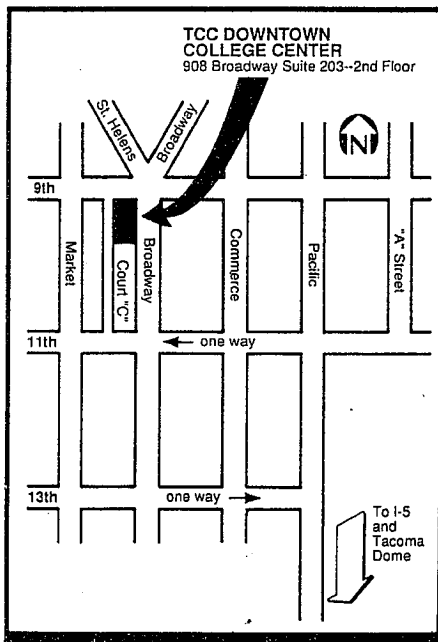 TCC DOWNTOWN
COLLEGE CENTER
908 Broadway Suite 203--2nd Floor
St. Helens
Broadway
N
9th
Market
Court "C"
Broadway
Commerce
Pacific
"A" Street
11th
one way
13th
one way
To I-5
and
Tacoma
Dome